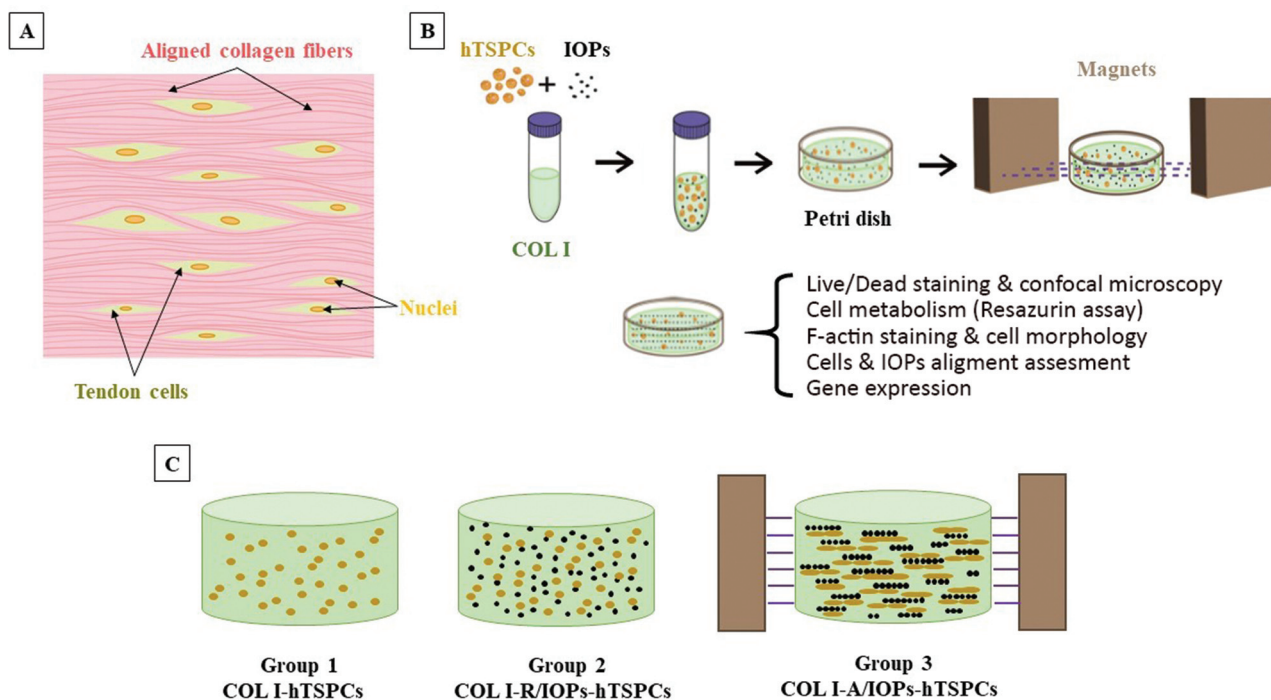 A
Aligned collagen fibers
Nuclei
Tendon cells
B
hTSPCs
+
IOPs
COL I
Petri dish
Magnets
Live/Dead staining & confocal microscopy
Cell metabolism (Resazurin assay)
F-actin staining & cell morphology
Cells & IOPs aligment assesment
Gene expression
C
Group 1
COL I-hTSPCs
Group 2
COL I-R/IOPs-hTSPCs
Group 3
COL I-A/IOPs-hTSPCs